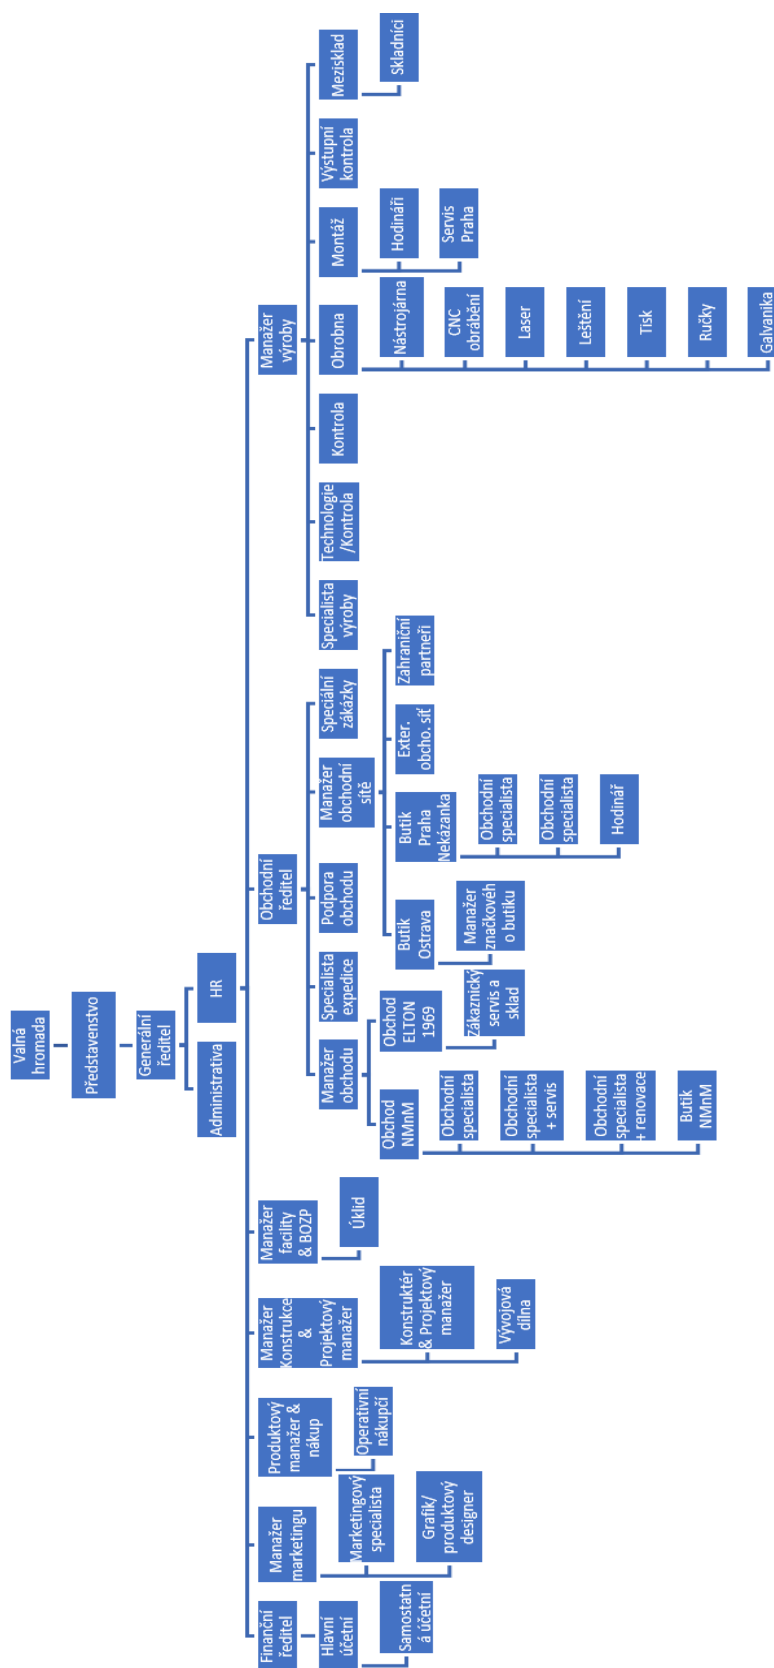 Valná
hromada
Představenstvo
Generální
ředitel
Administrativa
HR
Finanční
ředitel
Manažer
marketingu
Produktový
manažer &
nákup
Manažer
Konstrukce
&
Projektový
manažer
Manažer
facility
& BOZP
Obchodní
ředitel
Manažer
výroby
Hlavní
účetní
Samostatn
á účetní
Marketingový
specialista
Grafik/
produktový
designer
Operativní
nákupčí
Konstruktér
& Projektový
manažer
Vývojová
dílna
Úklid
Manažer
obchodu
Specialista
expedice
Podpora
obchodu
Manažer
obchodní
sítě
Speciální
zákázky
Obchod
NMnM
Obchod
ELTON
1969
Obchodní
specialista
Obchodní
specialista
+ servis
Obchodní
specialista
+ renovace
Butik
NMnM
Zákaznický
servis a
sklad
Butik
Ostrava
Butik
Praha
Nekázanka
Exter.
obcho. síť
Zahraniční
partneři
Manažer
značkovéh
o butiku
Obchodní
specialista
Obchodní
specialista
Hodinář
Specialista
výroby
Technologie
/Kontrola
Kontrola
Obrobna
Montáž
Výstupní
kontrola
Mezisklad
Nástrojárna
CNC
obrábění
Laser
Leštění
Tisk
Ručky
Galvanika
Hodináři
Servis
Praha
Skladníci